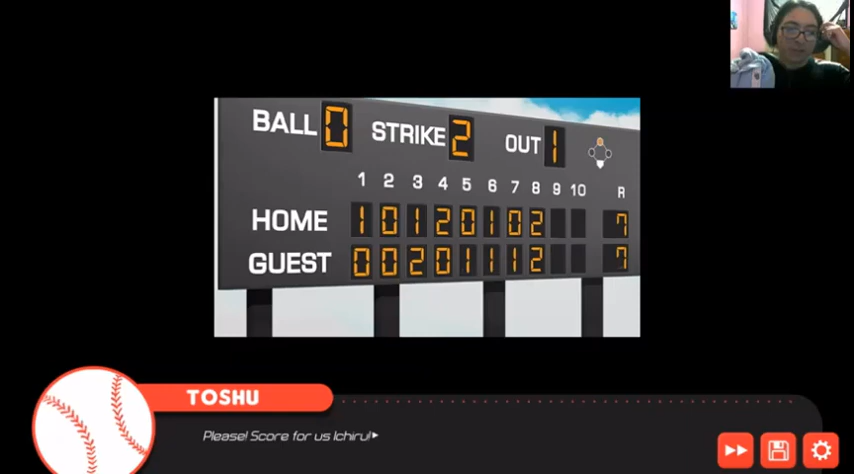 BALL 0 STRIKE 2 OUT 1
1 2 3 4 5 6 7 8 9 10 R
HOME 1 0 1 2 0 1 0 2 7
GUEST 0 0 2 0 1 1 1 2 7
TOSHU
Please! Score for us Ichiru!